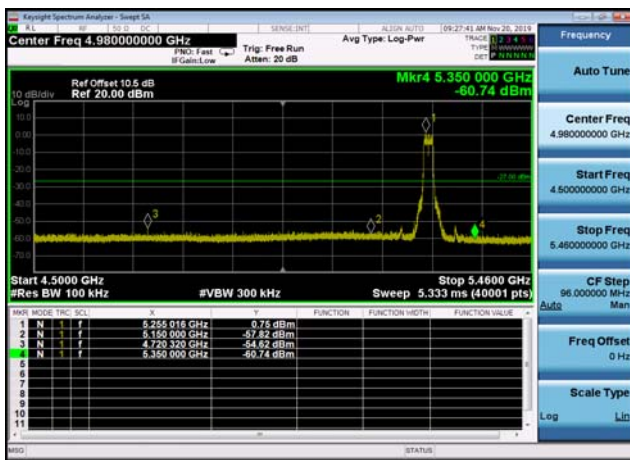 Keysight Spectrum Analyzer - Swept SA
RL RF 50 Ω DC SENSE:INT ALIGN AUTO 09:27:41 AM Nov 20, 2019
Center Freq 4.980000000 GHz
PNO: Fast
IFGain:Low
Trig: Free Run
Atten: 20 dB
Avg Type: Log-Pwr
TRACE 1 2 3 4 5 6
TYPE
DET P N N N N N
Ref Offset 10.5 dB
Ref 20.00 dBm
10 dB/div
Log
Mkr4 5.350 000 GHz
-60.74 dBm
10.0
0.00
-10.0
-20.0
-27.00 dBm
-30.0
-40.0
-50.0
-60.0
-70.0
1
2
3
4
Start 4.5000 GHz
Stop 5.4600 GHz
#Res BW 100 kHz
#VBW 300 kHz
Sweep 5.333 ms (40001 pts)
MKR MODE TRC SCL X Y FUNCTION FUNCTION WIDTH FUNCTION VALUE
1 N 1 f 5.255 016 GHz 0.75 dBm
2 N 1 f 5.150 000 GHz -57.82 dBm
3 N 1 f 4.720 320 GHz -54.62 dBm
4 N 1 f 5.350 000 GHz -60.74 dBm
5
6
7
8
9
10
11
MSG
STATUS
Frequency
Auto Tune
Center Freq
4.980000000 GHz
Start Freq
4.500000000 GHz
Stop Freq
5.460000000 GHz
CF Step
96.000000 MHz
Auto Man
Freq Offset
0 Hz
Scale Type
Log Lin